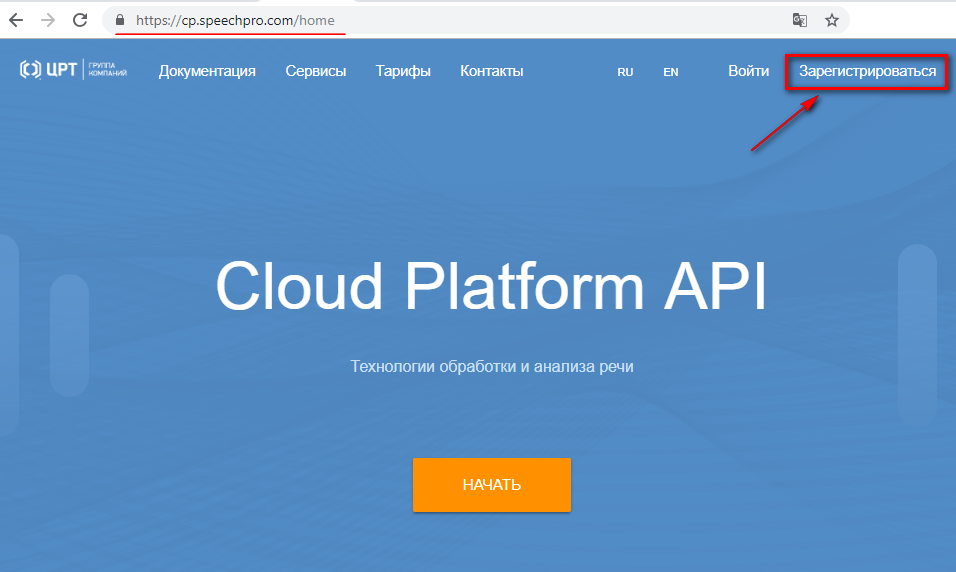 https://cp.speechpro.com/home
ЦРТ ГРУППА КОМПАНИЙ Документация Сервисы Тарифы Контакты RU EN Войти Зарегистрироваться
Cloud Platform API
Технологии обработки и анализа речи
НАЧАТЬ